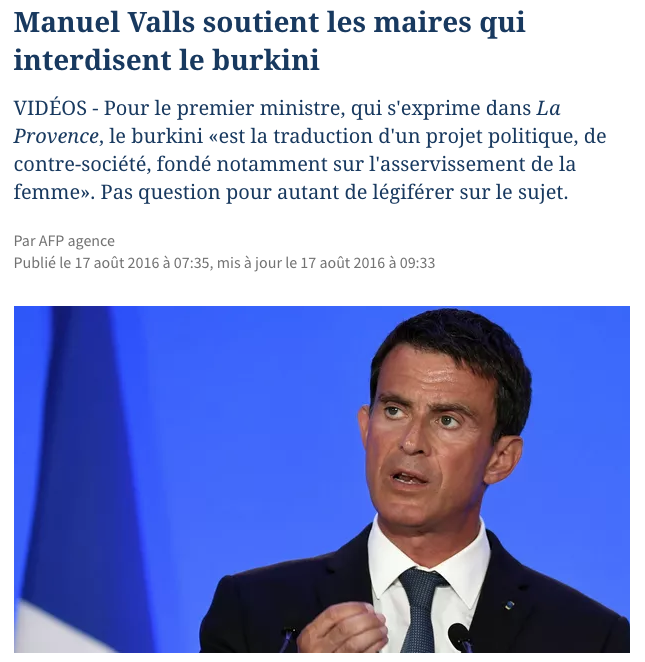 Manuel Valls soutient les maires qui
interdisent le burkini
VIDÉOS - Pour le premier ministre, qui s'exprime dans La
Provence, le burkini «est la traduction d'un projet politique, de
contre-société, fondé notamment sur l'asservissement de la
femme». Pas question pour autant de légiférer sur le sujet.
Par AFP agence
Publié le 17 août 2016 à 07:35, mis à jour le 17 août 2016 à 09:33